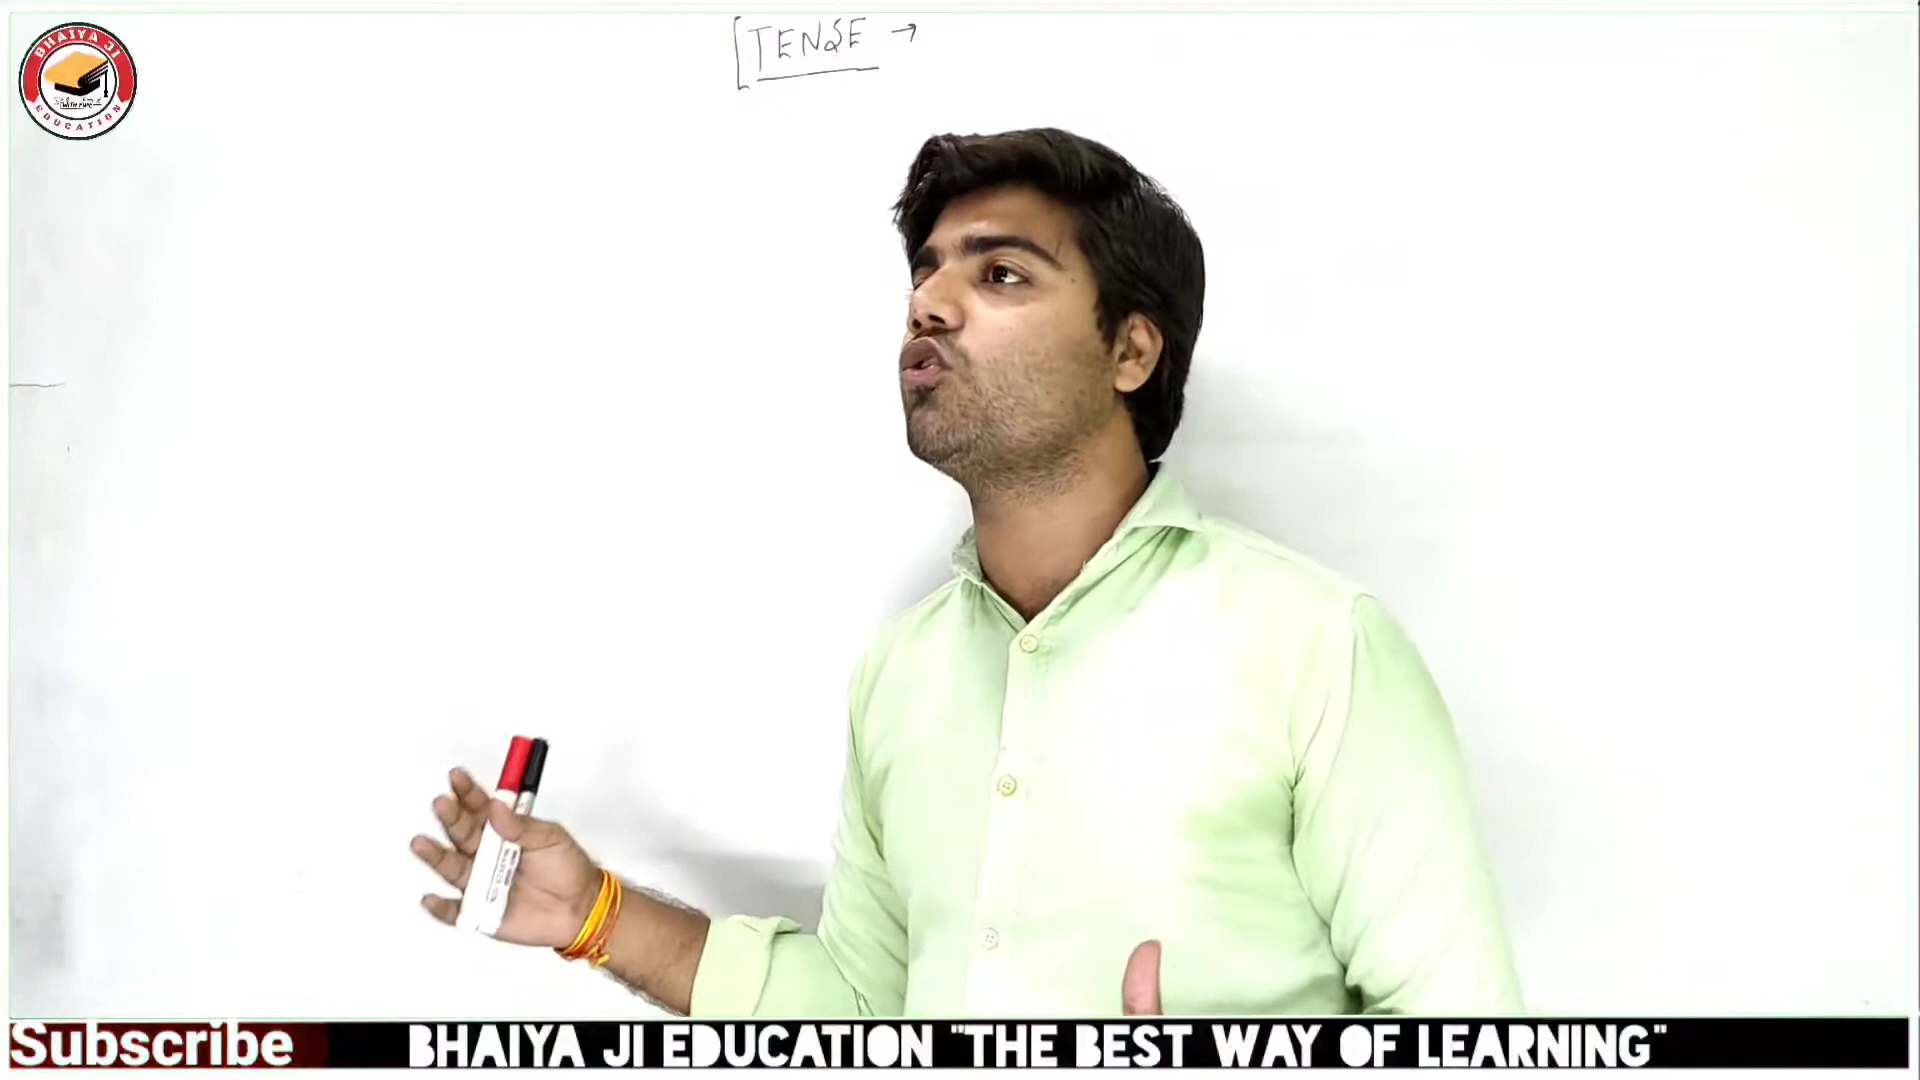 [TENSE →
BHAIYA JI
EDUCATION
Subscribe
BHAIYA JI EDUCATION "THE BEST WAY OF LEARNING"